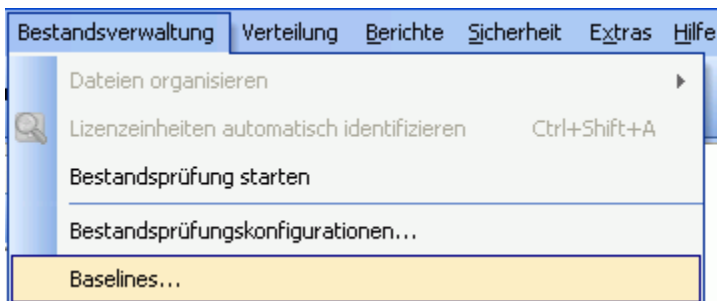 Bestandsverwaltung Verteilung Berichte Sicherheit Extras Hilfe
Dateien organisieren
Lizenzeinheiten automatisch identifizieren Ctrl+Shift+A
Bestandsprüfung starten
Bestandsprüfungskonfigurationen...
Baselines...